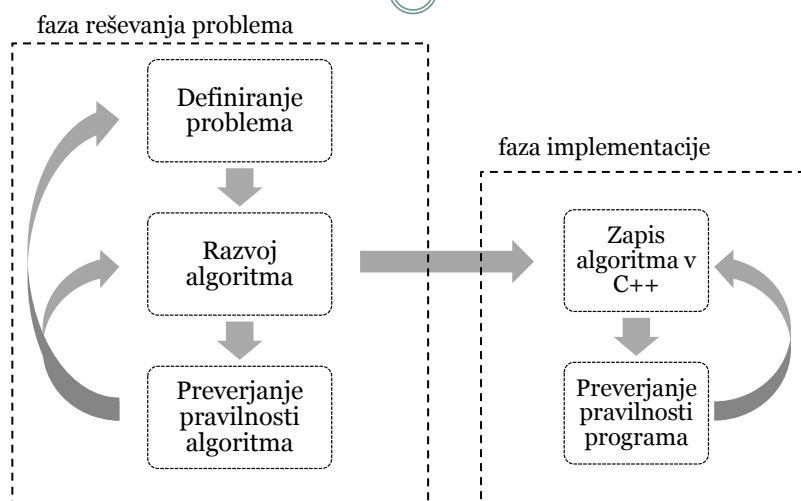 faza reševanja problema
Definiranje
problema
Razvoj
algoritma
Preverjanje
pravilnosti
algoritma
faza implementacije
Zapis
algoritma v
C++
Preverjanje
pravilnosti
programa